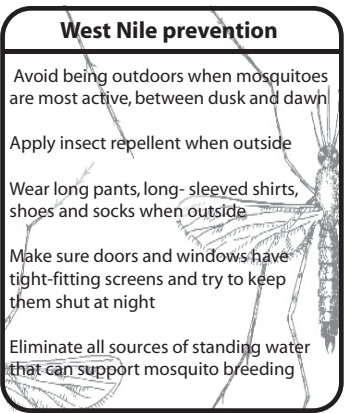 West Nile prevention
Avoid being outdoors when mosquitoes
are most active, between dusk and dawn
Apply insect repellent when outside
Wear long pants, long- sleeved shirts,
shoes and socks when outside
Make sure doors and windows have
tight-fitting screens and try to keep
them shut at night
Eliminate all sources of standing water
that can support mosquito breeding